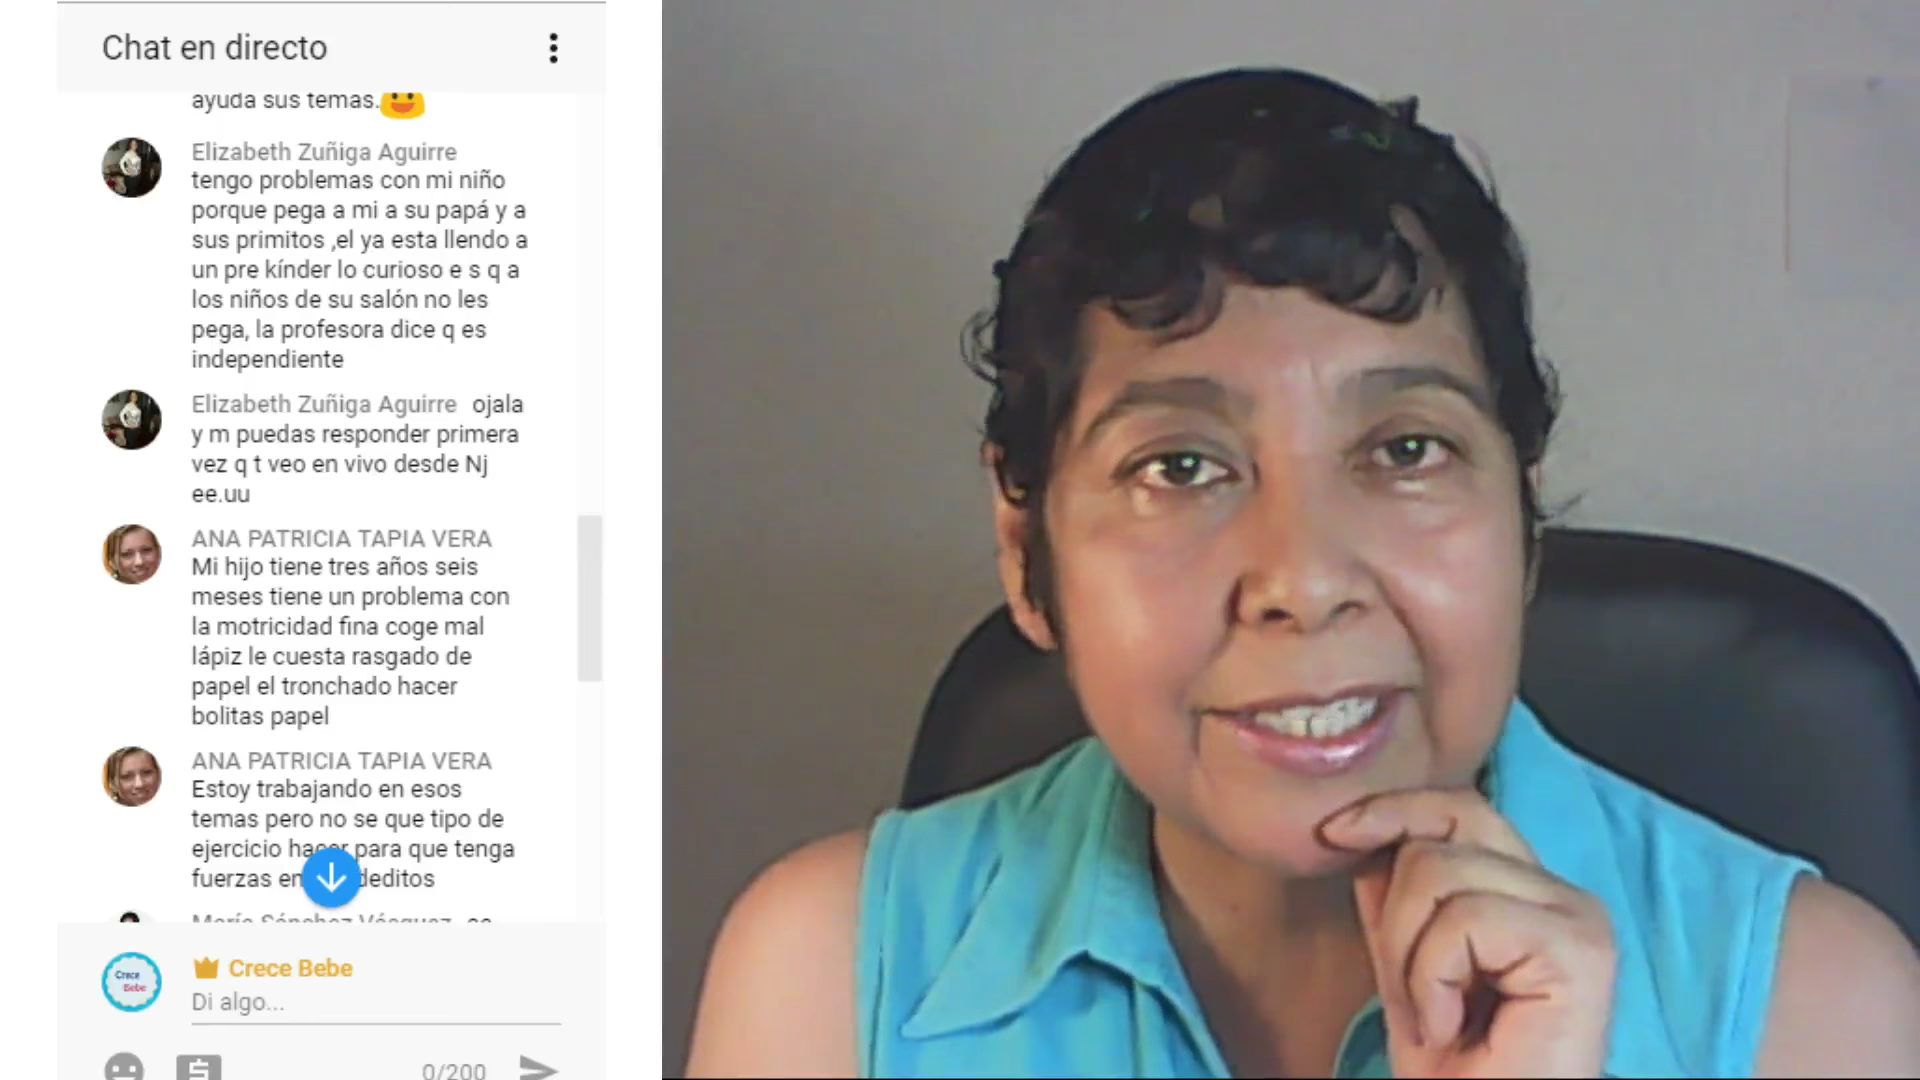 Chat en directo
ayuda sus temas.
Elizabeth Zuñiga Aguirre
tengo problemas con mi niño
porque pega a mi a su papá y a
sus primitos ,el ya esta llendo a
un pre kínder lo curioso e s q a
los niños de su salón no les
pega, la profesora dice q es
independiente
Elizabeth Zuñiga Aguirre ojala
y m puedas responder primera
vez q t veo en vivo desde Nj
ee.uu
ANA PATRICIA TAPIA VERA
Mi hijo tiene tres años seis
meses tiene un problema con
la motricidad fina coge mal
lápiz le cuesta rasgado de
papel el tronchado hacer
bolitas papel
ANA PATRICIA TAPIA VERA
Estoy trabajando en esos
temas pero no se que tipo de
ejercicio hacer para que tenga
fuerzas en deditos
María Sánchez Vásquez
Crece
Bebe
Crece Bebe
Di algo...
0/200